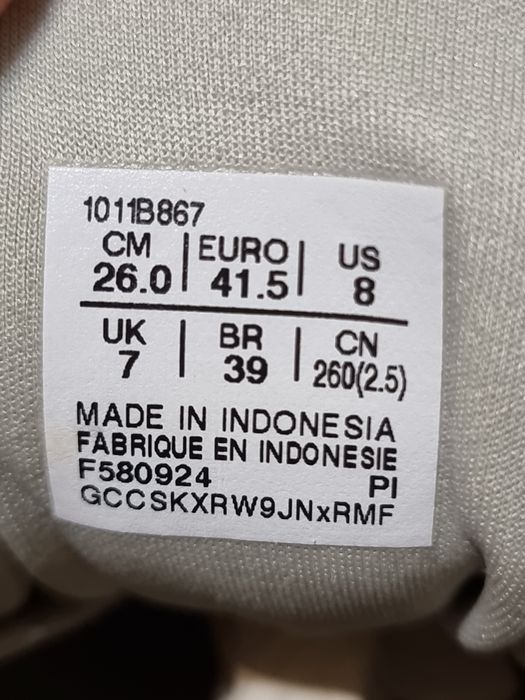 1011B867
CM | EURO | US
26.0 | 41.5 | 8
UK | BR | CN
7 | 39 | 260(2.5)
MADE IN INDONESIA
FABRIQUE EN INDONESIE
F580924 PI
GCCSKXRW9JNxRMF